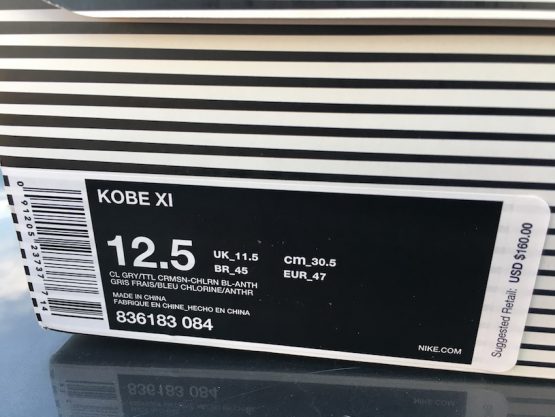 KOBE XI
12.5
UK_11.5 cm_30.5
BR_45 EUR_47
CL GRY/TTL CRMSN-CHLRN BL-ANTH
GRIS FRAIS/BLEU CHLORINE/ANTHR
MADE IN CHINA
FABRIQUE EN CHINE_HECHO EN CHINA
836183 084
NIKE.COM
Suggested Retail: USD $160.00